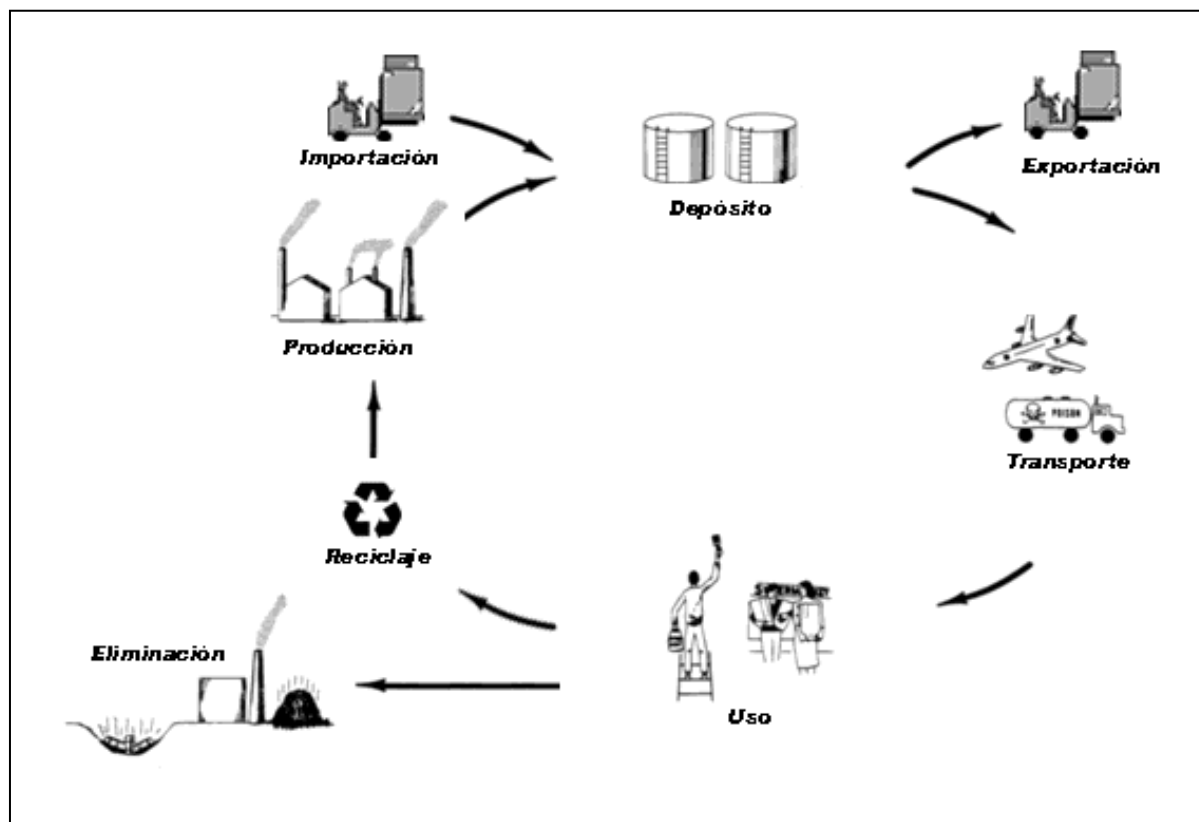 Importación
Depósito
Exportación
Producción
POISON
Transporte
Reciclaje
Eliminación
Uso